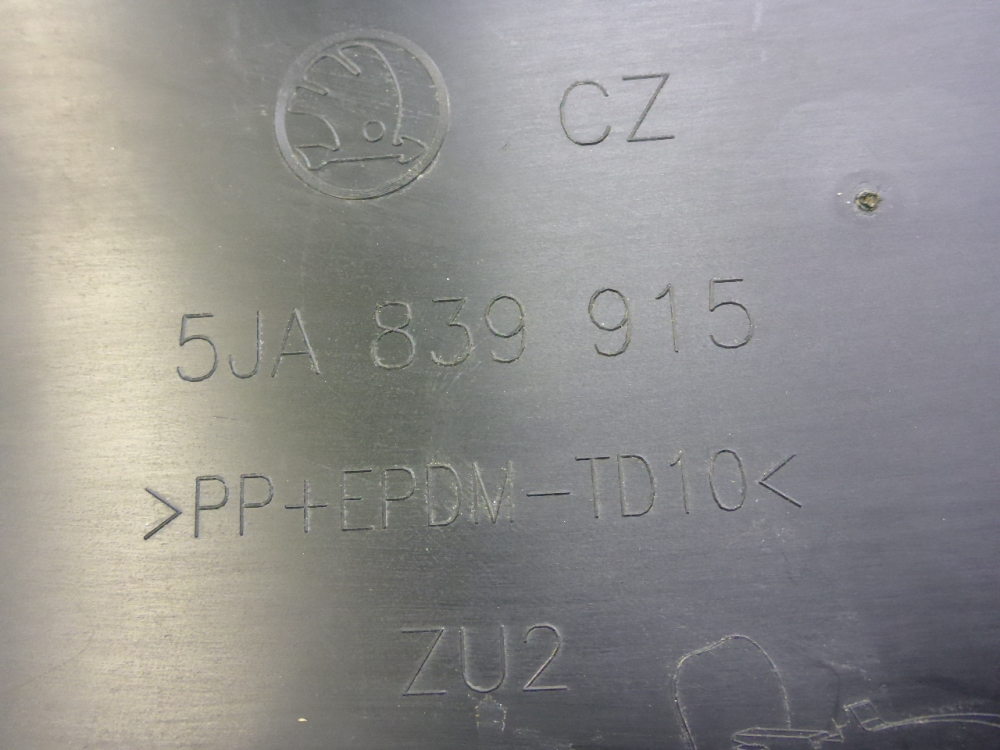 CZ
5JA 839 915
>PP+EPDM-TD10<
ZU2